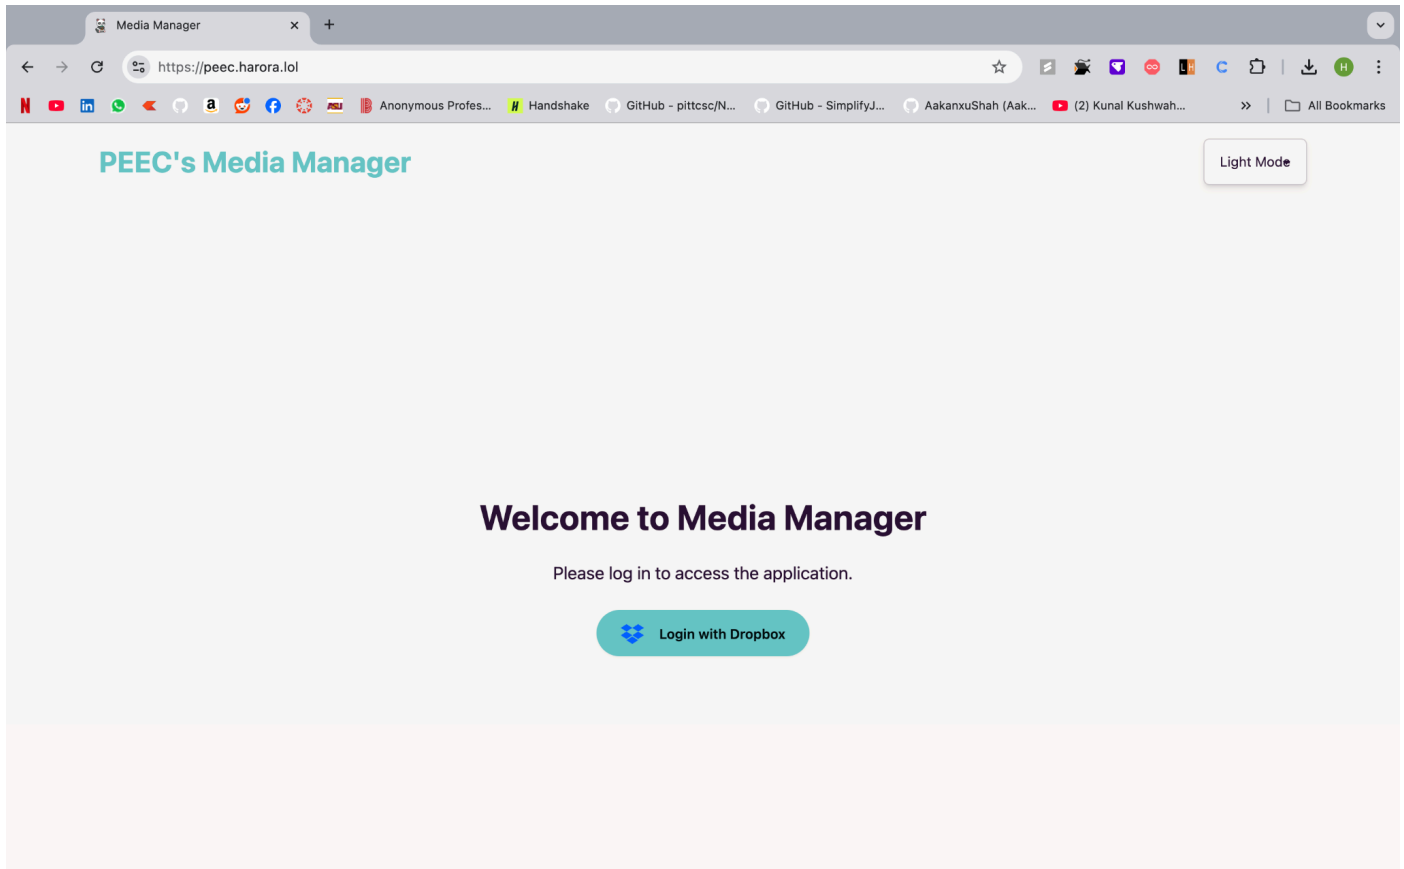 Media Manager
https://peec.harora.lol
Anonymous Profes... Handshake GitHub - pittcsc/N... GitHub - SimplifyJ... AakanxuShah (Aak... (2) Kunal Kushwah... All Bookmarks
PEEC's Media Manager
Light Mode
Welcome to Media Manager
Please log in to access the application.
Login with Dropbox